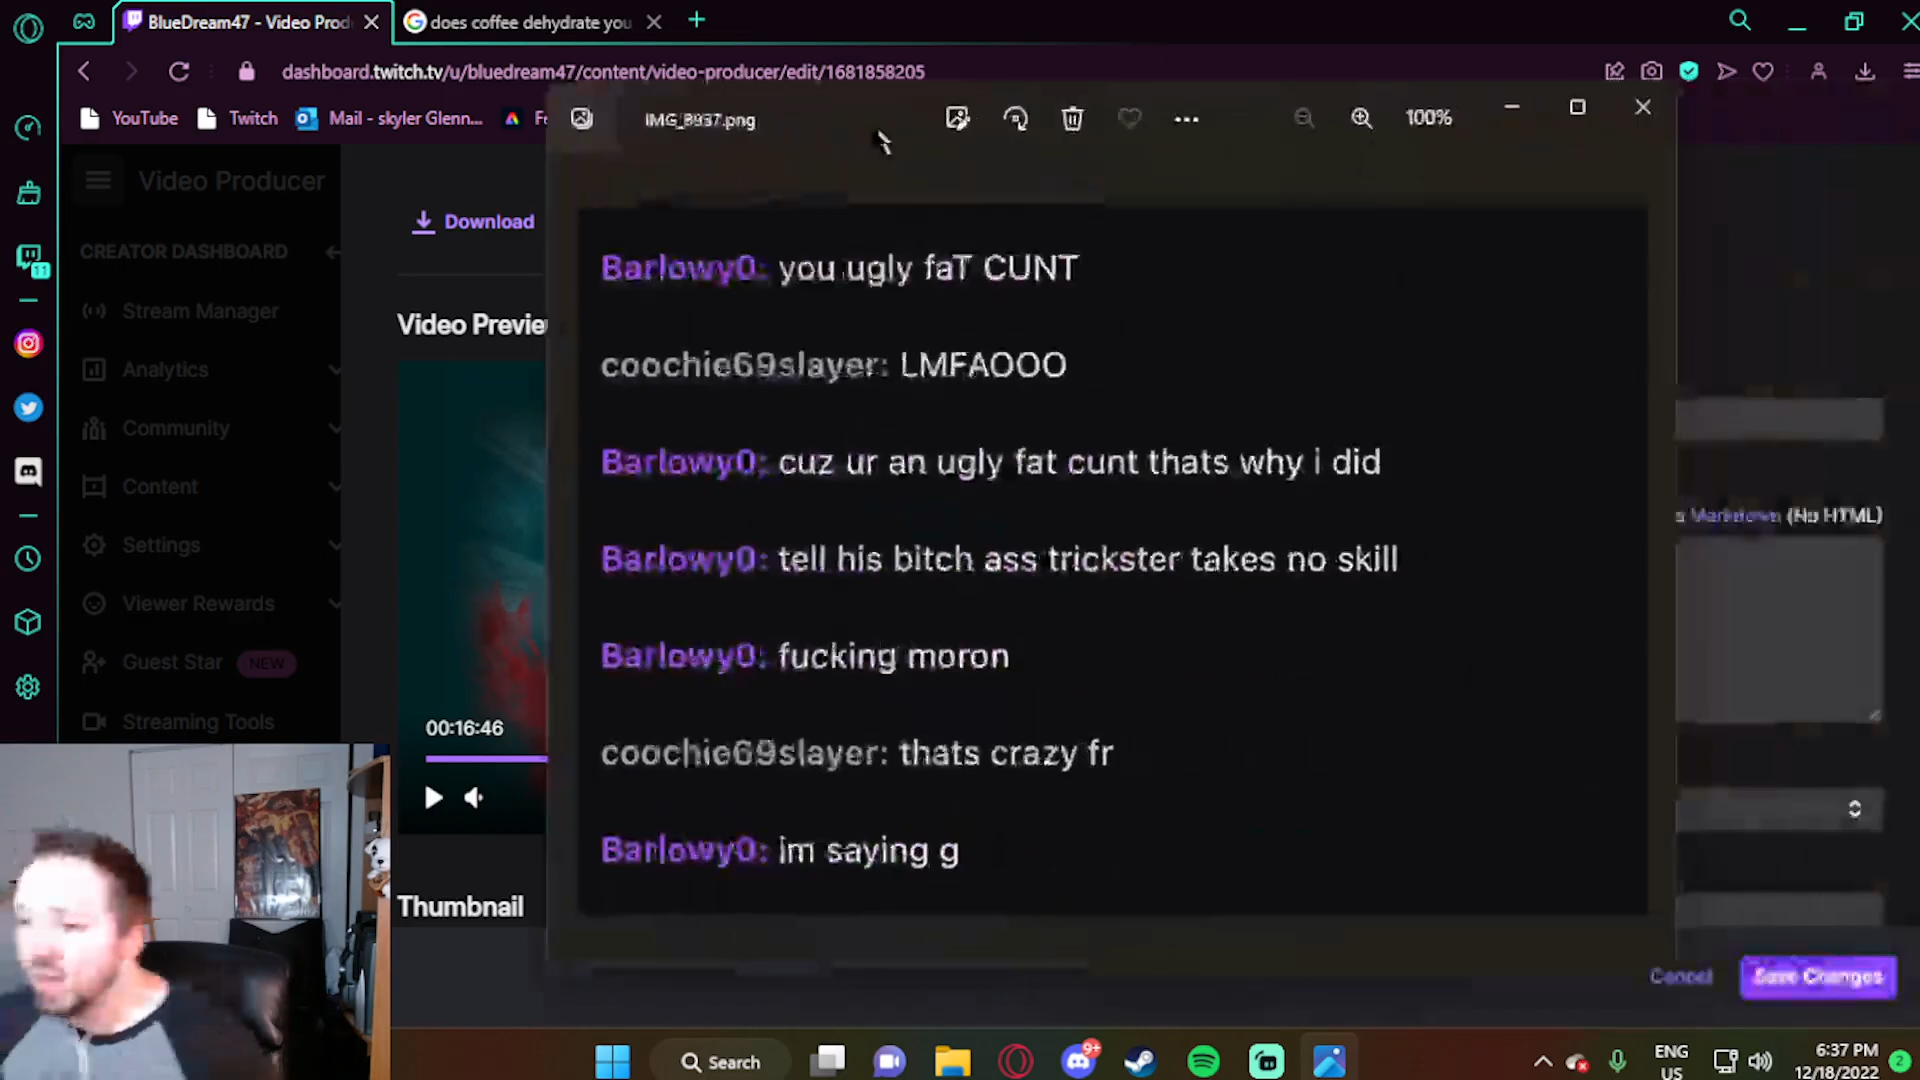 BlueDream47 - Video Prod
does coffee dehydrate you
dashboard.twitch.tv/u/bluedream47/content/video-producer/edit/1681858205
YouTube
Twitch
Mail - skyler Glenn...
IMG_3937.png
100%
Video Producer
Download
CREATOR DASHBOARD
Stream Manager
Analytics
Community
Content
Settings
Viewer Rewards
Guest Star NEW
Streaming Tools
11
Video Previe
00:16:46
Thumbnail
Barlowy0: you ugly faT CUNT
coochie69slayer: LMFAOOO
Barlowy0: cuz ur an ugly fat cunt thats why i did
Barlowy0: tell his bitch ass trickster takes no skill
Barlowy0: fucking moron
coochie69slayer: thats crazy fr
Barlowy0: im saying g
Markdown (No HTML)
Cancel
Save Changes
Search
9+
ENG
US
6:37 PM
12/18/2022
2